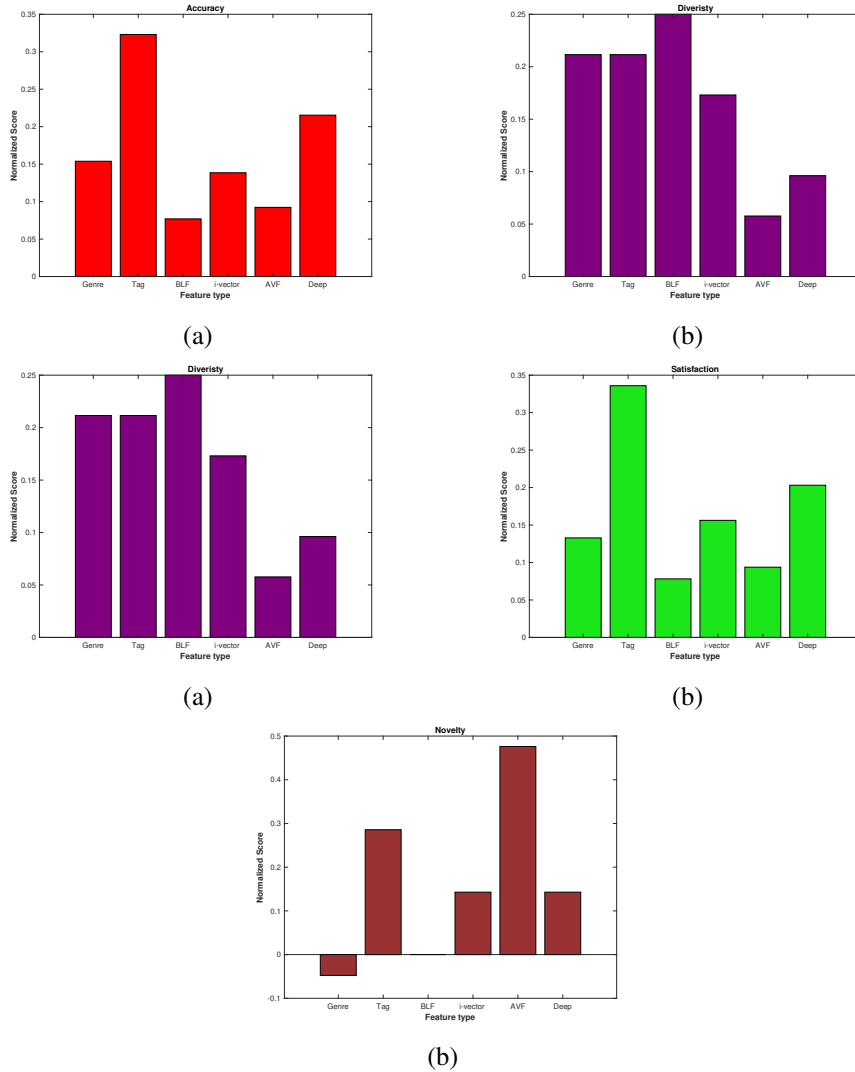 Accuracy
0.35
0.3
0.25
0.2
0.15
0.1
0.05
0
Normalized Score
Genre Tag BLF i-vector AVF Deep
Feature type
(a)
Diveristy
0.25
0.2
0.15
0.1
0.05
0
Normalized Score
Genre Tag BLF i-vector AVF Deep
Feature type
(b)
Diveristy
0.25
0.2
0.15
0.1
0.05
0
Normalized Score
Genre Tag BLF i-vector AVF Deep
Feature type
(a)
Satisfaction
0.35
0.3
0.25
0.2
0.15
0.1
0.05
0
Normalized Score
Genre Tag BLF i-vector AVF Deep
Feature type
(b)
Novelty
0.5
0.4
0.3
0.2
0.1
0
-0.1
Normalized Score
Genre Tag BLF i-vector AVF Deep
Feature type
(b)